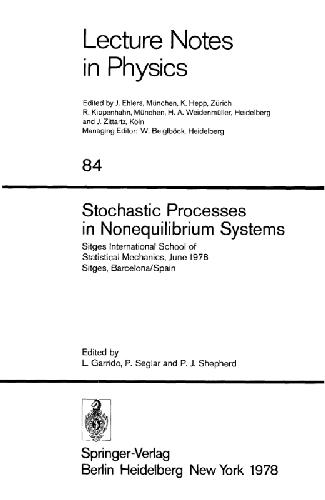 Lecture Notes
in Physics
Edited by J. Ehlers, München, K. Hepp, Zürich
R. Kippenhahn, München, H. A. Weidenmüller, Heidelberg
and J. Zittartz, Köln
Managing Editor: W. Beiglböck, Heidelberg
84
Stochastic Processes
in Nonequilibrium Systems
Sitges International School of
Statistical Mechanics, June 1978
Sitges, Barcelona/Spain
Edited by
L. Garrido, P. Seglar and P. J. Shepherd
Springer-Verlag
Berlin Heidelberg New York 1978